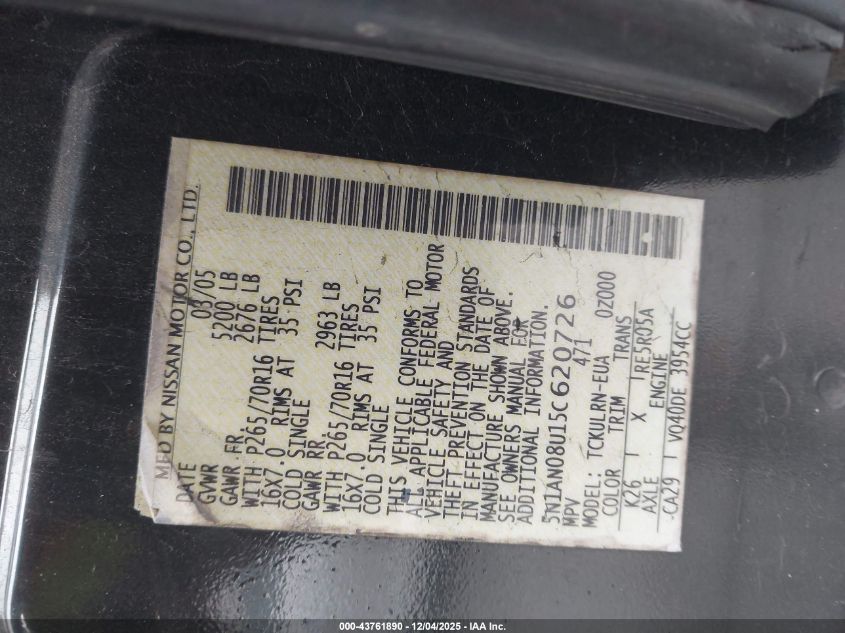 MFD BY NISSAN MOTOR CO., LTD.
DATE 03/05
GVWR 5200 LB
GAWR FR 2676 LB
WITH P265/70R16 TIRES
16X7.0 RIMS AT 35 PSI
COLD SINGLE
GAWR RR 2963 LB
WITH P265/70R16 TIRES
16X7.0 RIMS AT 35 PSI
COLD SINGLE
THIS VEHICLE CONFORMS TO
ALL APPLICABLE FEDERAL MOTOR
VEHICLE SAFETY AND
THEFT PREVENTION STANDARDS
IN EFFECT ON THE DATE OF
MANUFACTURE SHOWN ABOVE.
SEE OWNERS MANUAL FOR
ADDITIONAL INFORMATION.
5N1AN08U15C620726
MPV 471
MODEL: TCKULRN-EUA 0Z000
COLOR TRIM TRANS
K26 X RE5R05A
AXLE ENGINE
CA29 VQ40DE 3954CC
000-43761890 - 12/04/2025 - IAA Inc.